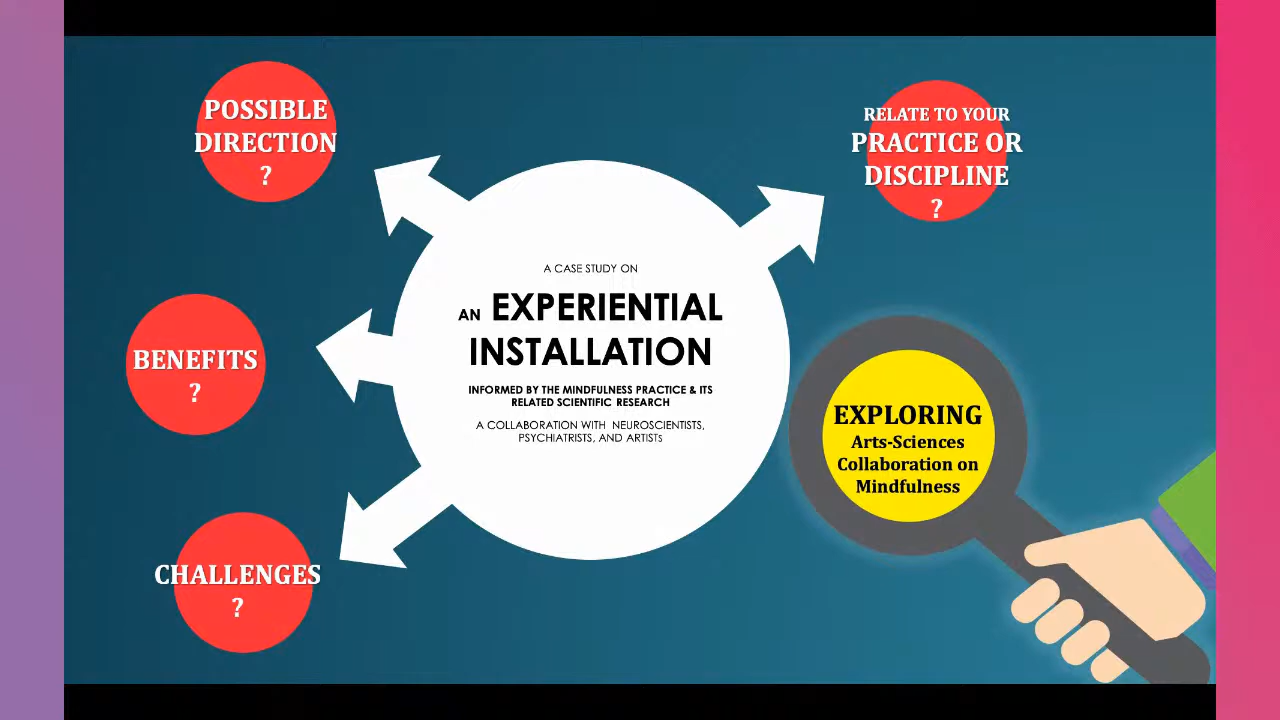 POSSIBLE
DIRECTION
?
RELATE TO YOUR
PRACTICE OR
DISCIPLINE
?
A CASE STUDY ON
AN EXPERIENTIAL
INSTALLATION
INFORMED BY THE MINDFULNESS PRACTICE & ITS
RELATED SCIENTIFIC RESEARCH
A COLLABORATION WITH NEUROSCIENTISTS,
PSYCHIATRISTS, AND ARTISTS
BENEFITS
?
EXPLORING
Arts-Sciences
Collaboration on
Mindfulness
CHALLENGES
?